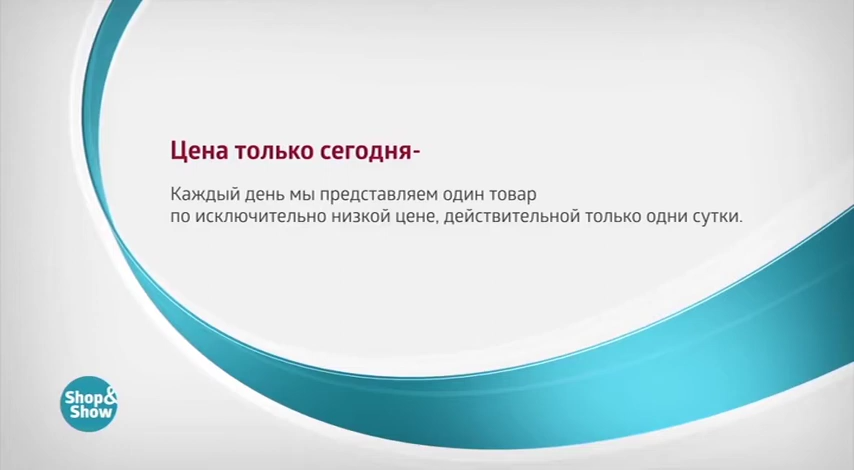 Цена только сегодня-
Каждый день мы представляем один товар
по исключительно низкой цене, действительной только одни сутки.
Shop&
Show